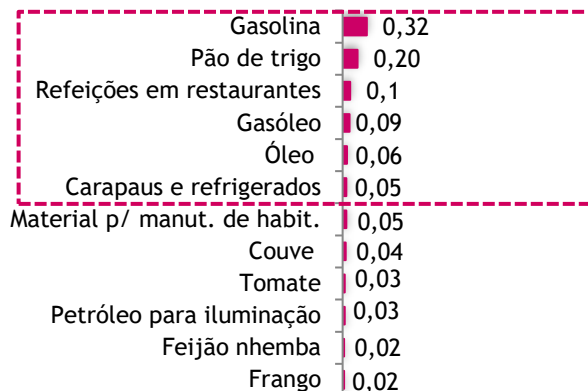 Gasolina 0,32
Pão de trigo 0,20
Refeições em restaurantes 0,1
Gasóleo 0,09
Óleo 0,06
Carapaus e refrigerados 0,05
Material p/ manut. de habit. 0,05
Couve 0,04
Tomate 0,03
Petróleo para iluminação 0,03
Feijão nhemba 0,02
Frango 0,02